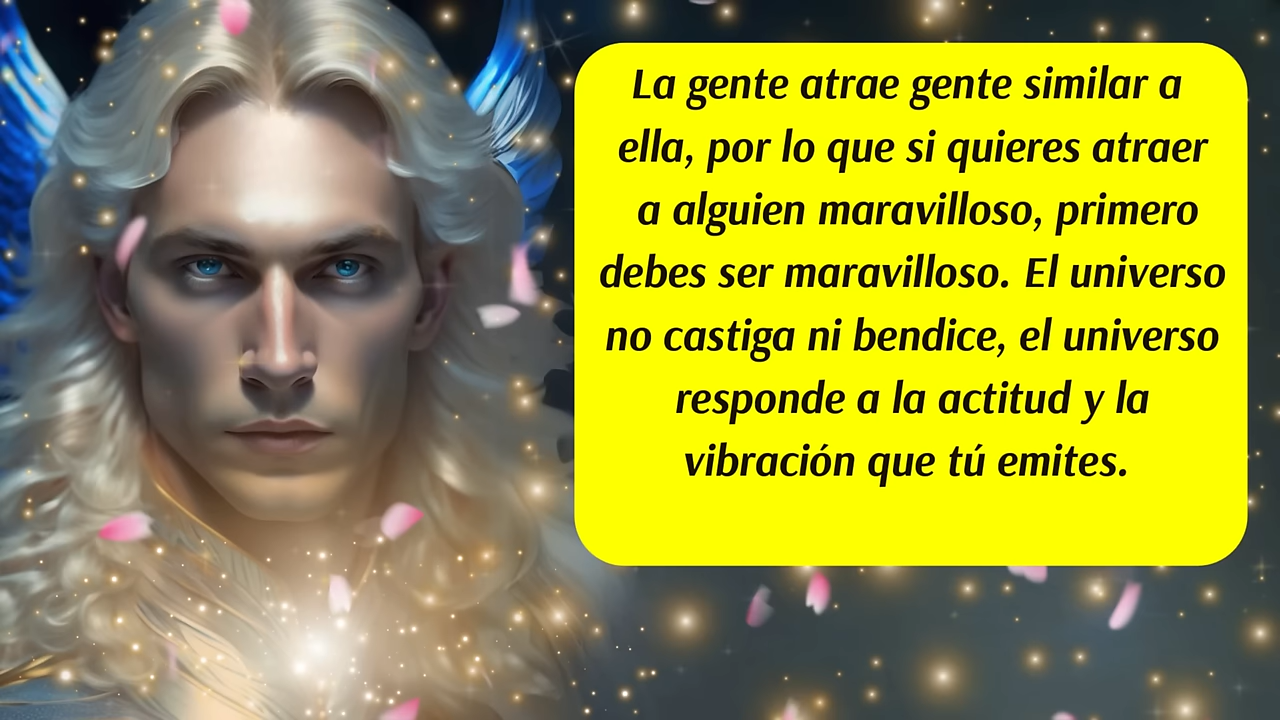 La gente atrae gente similar a
ella, por lo que si quieres atraer
a alguien maravilloso, primero
debes ser maravilloso. El universo
no castiga ni bendice, el universo
responde a la actitud y la
vibración que tú emites.